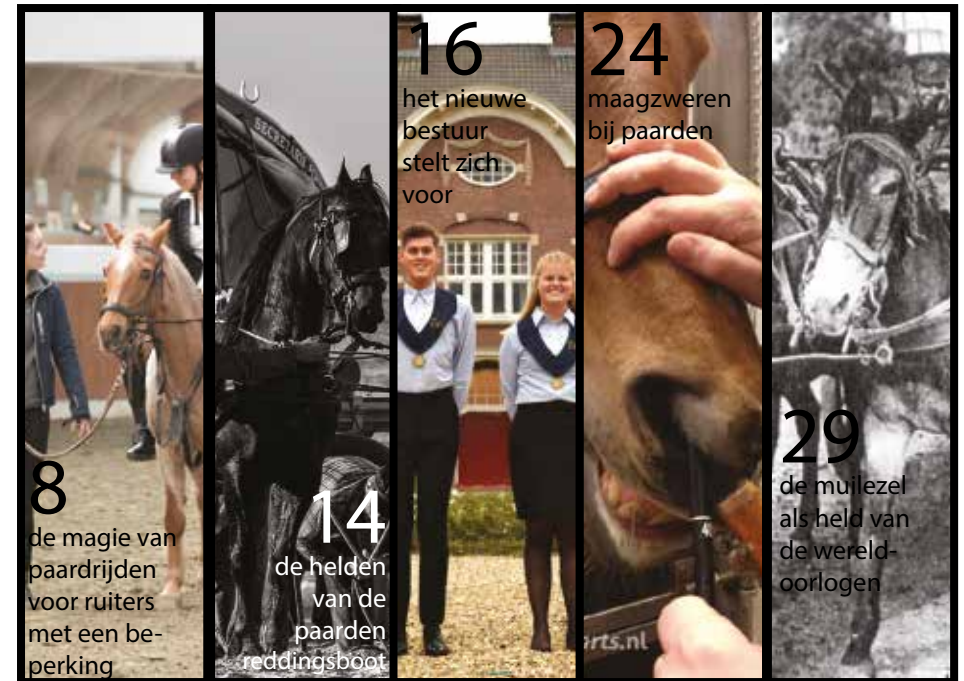 8
de magie van
paardrijden
voor ruiters
met een be-
perking
14
de helden
van de
paarden
reddingsboot
16
het nieuwe
bestuur
stelt zich
voor
24
maagzweren
bij paarden
rts.nl
29
de muilezel
als held van
de wereld-
oorlogen